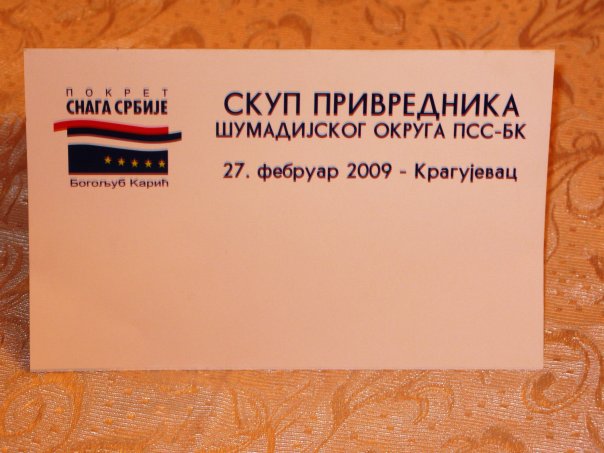 ПОКРЕТ
СНАГА СРБИЈЕ
Богољуб Карић
СКУП ПРИВРЕДНИКА
ШУМАДИЈСКОГ ОКРУГА ПСС-БК
27. фебруар 2009 - Крагујевац